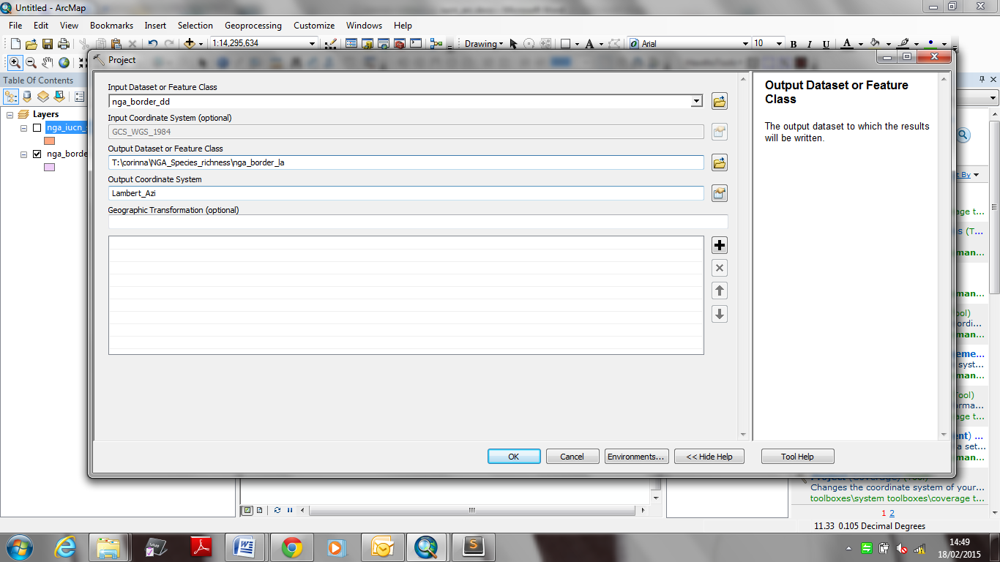 Untitled - ArcMap
File Edit View Bookmarks Insert Selection Geoprocessing Customize Windows Help
1:14,295,634 Drawing Arial 10 B I U A
Project
Table Of Contents
Layers
nga_iucn_
nga_borde
Input Dataset or Feature Class
nga_border_dd
Input Coordinate System (optional)
GCS_WGS_1984
Output Dataset or Feature Class
T:\corinna\NGA_Species_richness\nga_border_la
Output Coordinate System
Lambert_Azi
Geographic Transformation (optional)
OK Cancel Environments... << Hide Help Tool Help
Output Dataset or Feature
Class
The output dataset to which the results
will be written.
By
age t...
s (T...
man...
man...
ool)
ordi...
man...
eme...
syst...
man...
Tool)
rma...
age t...
nt) ...
a set...
man...
Project (Coverage) (Tool)
Changes the coordinate system of your...
toolboxes\system toolboxes\coverage t...
1 2
11.33 0.105 Decimal Degrees
14:49
18/02/2015